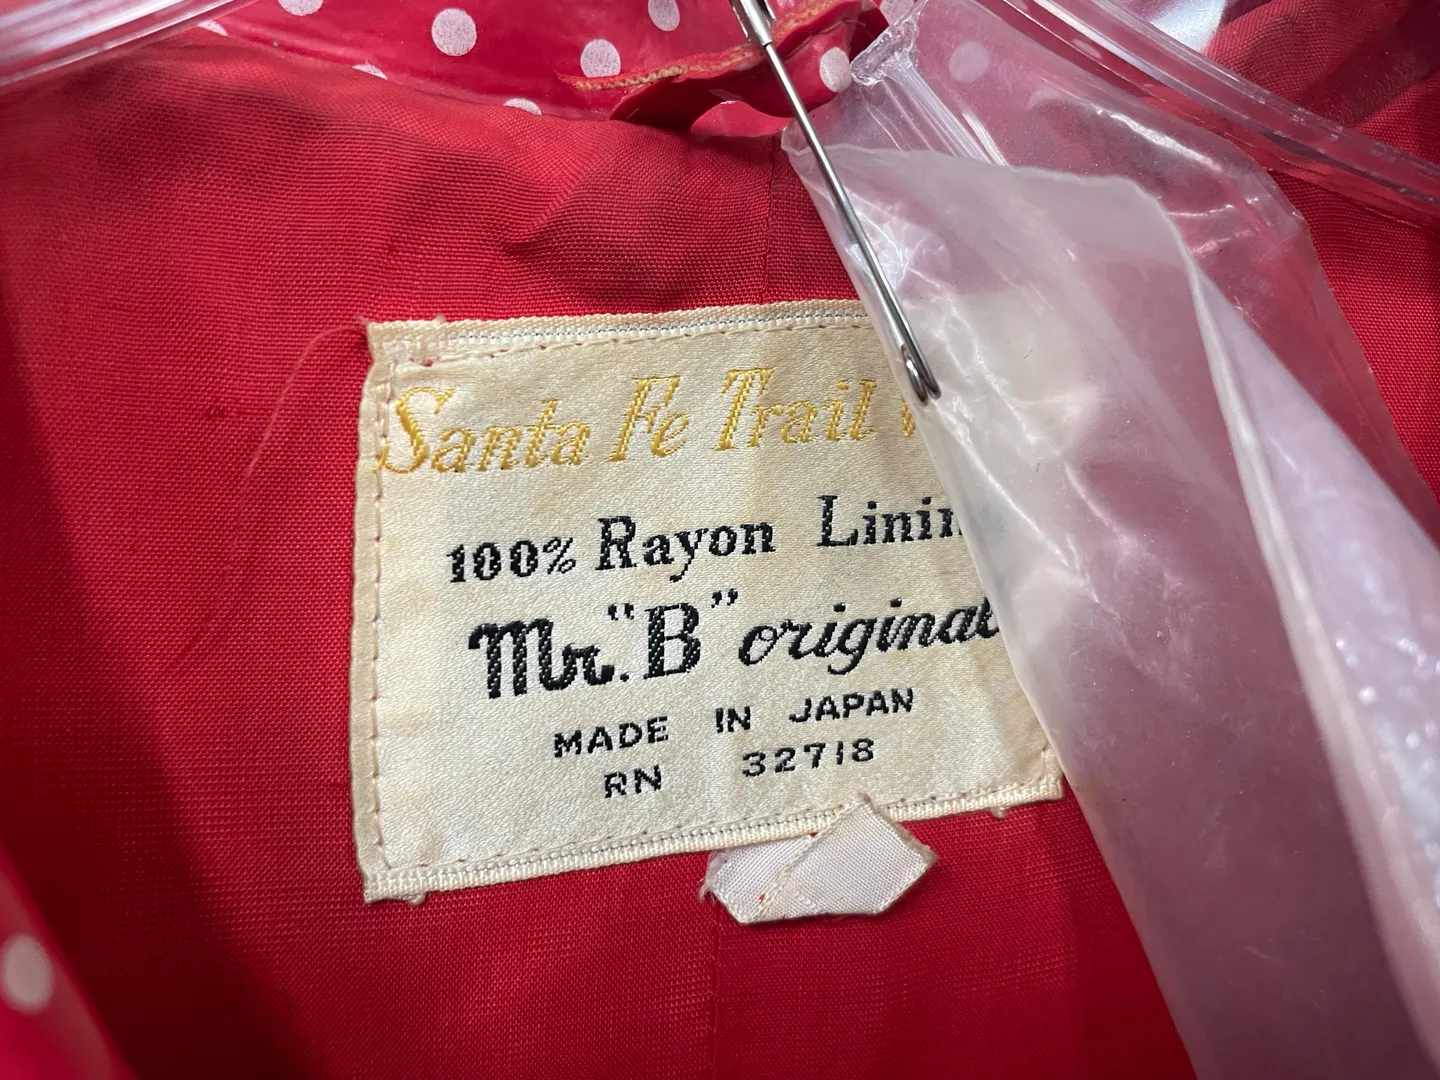 Santa Fe Trail
100% Rayon Linin
Mr. "B" original
MADE IN JAPAN
RN 32718